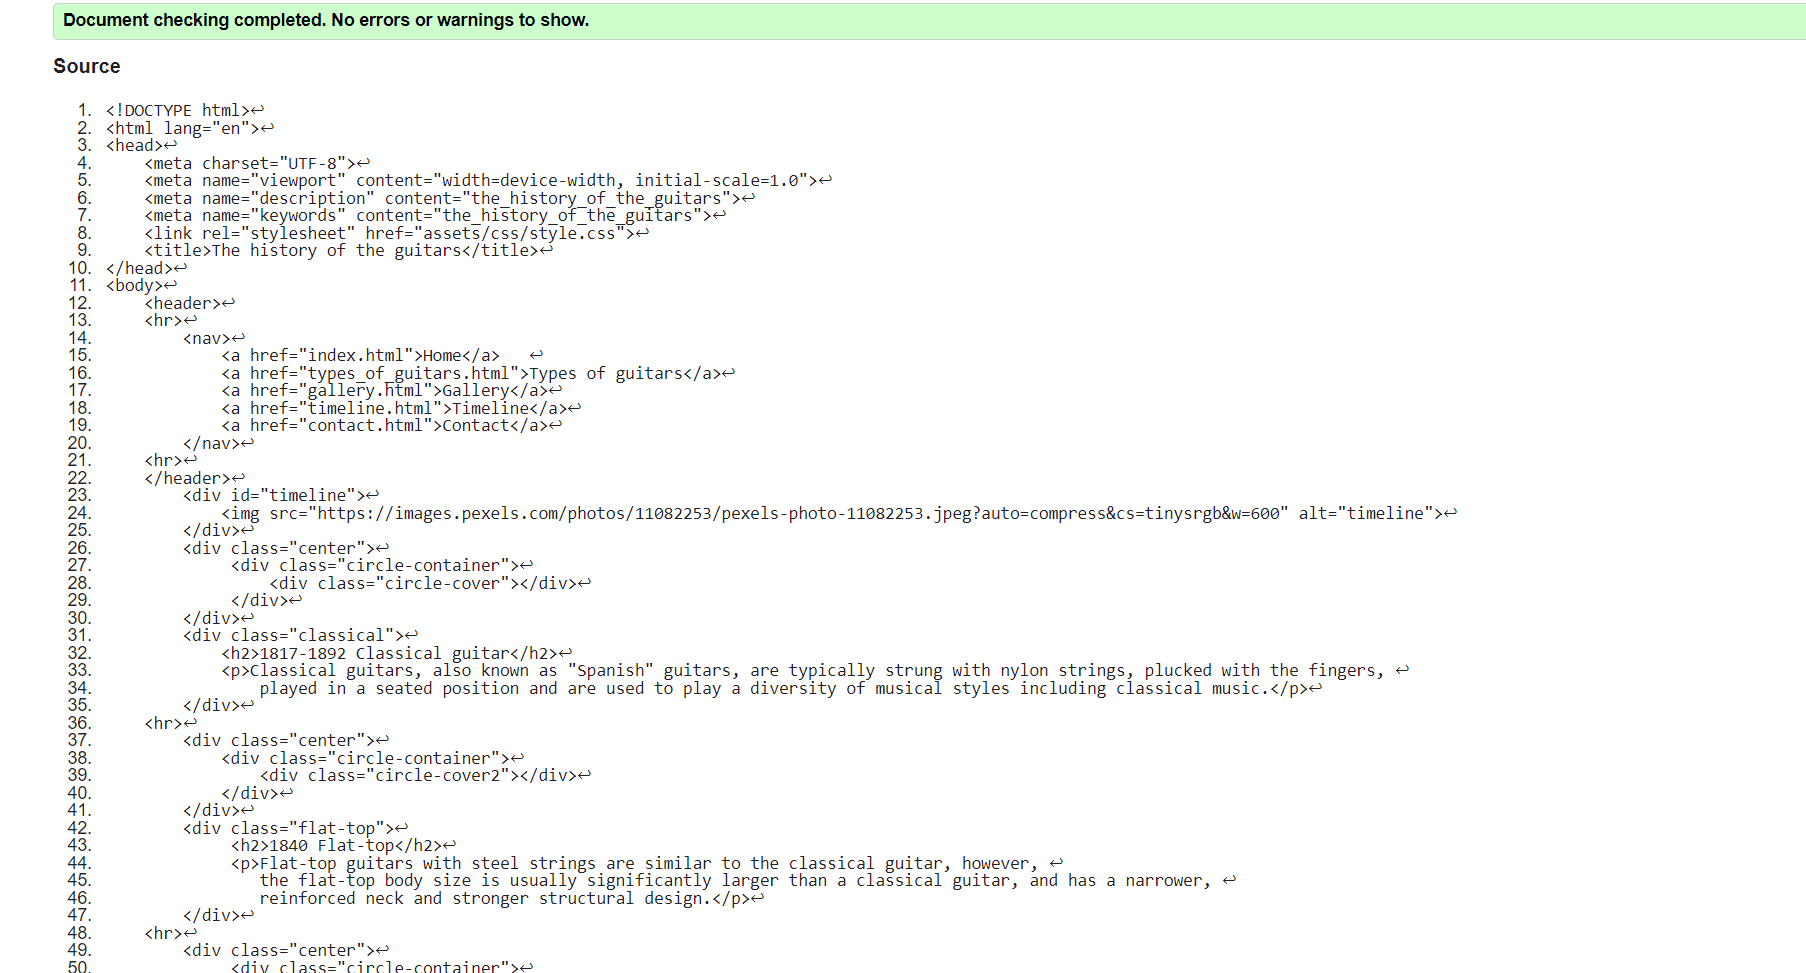 Document checking completed. No errors or warnings to show.
Source
1. <!DOCTYPE html>↩
2. <html lang="en">↩
3. <head>↩
4. <meta charset="UTF-8">↩
5. <meta name="viewport" content="width=device-width, initial-scale=1.0">↩
6. <meta name="description" content="the_history_of_the_guitars">↩
7. <meta name="keywords" content="the_history_of_the_guitars">↩
8. <link rel="stylesheet" href="assets/css/style.css">↩
9. <title>The history of the guitars</title>↩
10. </head>↩
11. <body>↩
12. <header>↩
13. <hr>↩
14. <nav>↩
15. <a href="index.html">Home</a> ↩
16. <a href="types_of_guitars.html">Types of guitars</a>↩
17. <a href="gallery.html">Gallery</a>↩
18. <a href="timeline.html">Timeline</a>↩
19. <a href="contact.html">Contact</a>↩
20. </nav>↩
21. <hr>↩
22. </header>↩
23. <div id="timeline">↩
24. <img src="https://images.pexels.com/photos/11082253/pexels-photo-11082253.jpeg?auto=compress&cs=tinysrgb&w=600" alt="timeline">↩
25. </div>↩
26. <div class="center">↩
27. <div class="circle-container">↩
28. <div class="circle-cover"></div>↩
29. </div>↩
30. </div>↩
31. <div class="classical">↩
32. <h2>1817-1892 Classical guitar</h2>↩
33. <p>Classical guitars, also known as "Spanish" guitars, are typically strung with nylon strings, plucked with the fingers, ↩
34. played in a seated position and are used to play a diversity of musical styles including classical music.</p>↩
35. </div>↩
36. <hr>↩
37. <div class="center">↩
38. <div class="circle-container">↩
39. <div class="circle-cover2"></div>↩
40. </div>↩
41. </div>↩
42. <div class="flat-top">↩
43. <h2>1840 Flat-top</h2>↩
44. <p>Flat-top guitars with steel strings are similar to the classical guitar, however, ↩
45. the flat-top body size is usually significantly larger than a classical guitar, and has a narrower, ↩
46. reinforced neck and stronger structural design.</p>↩
47. </div>↩
48. <hr>↩
49. <div class="center">↩
50. <div class="circle-container">↩